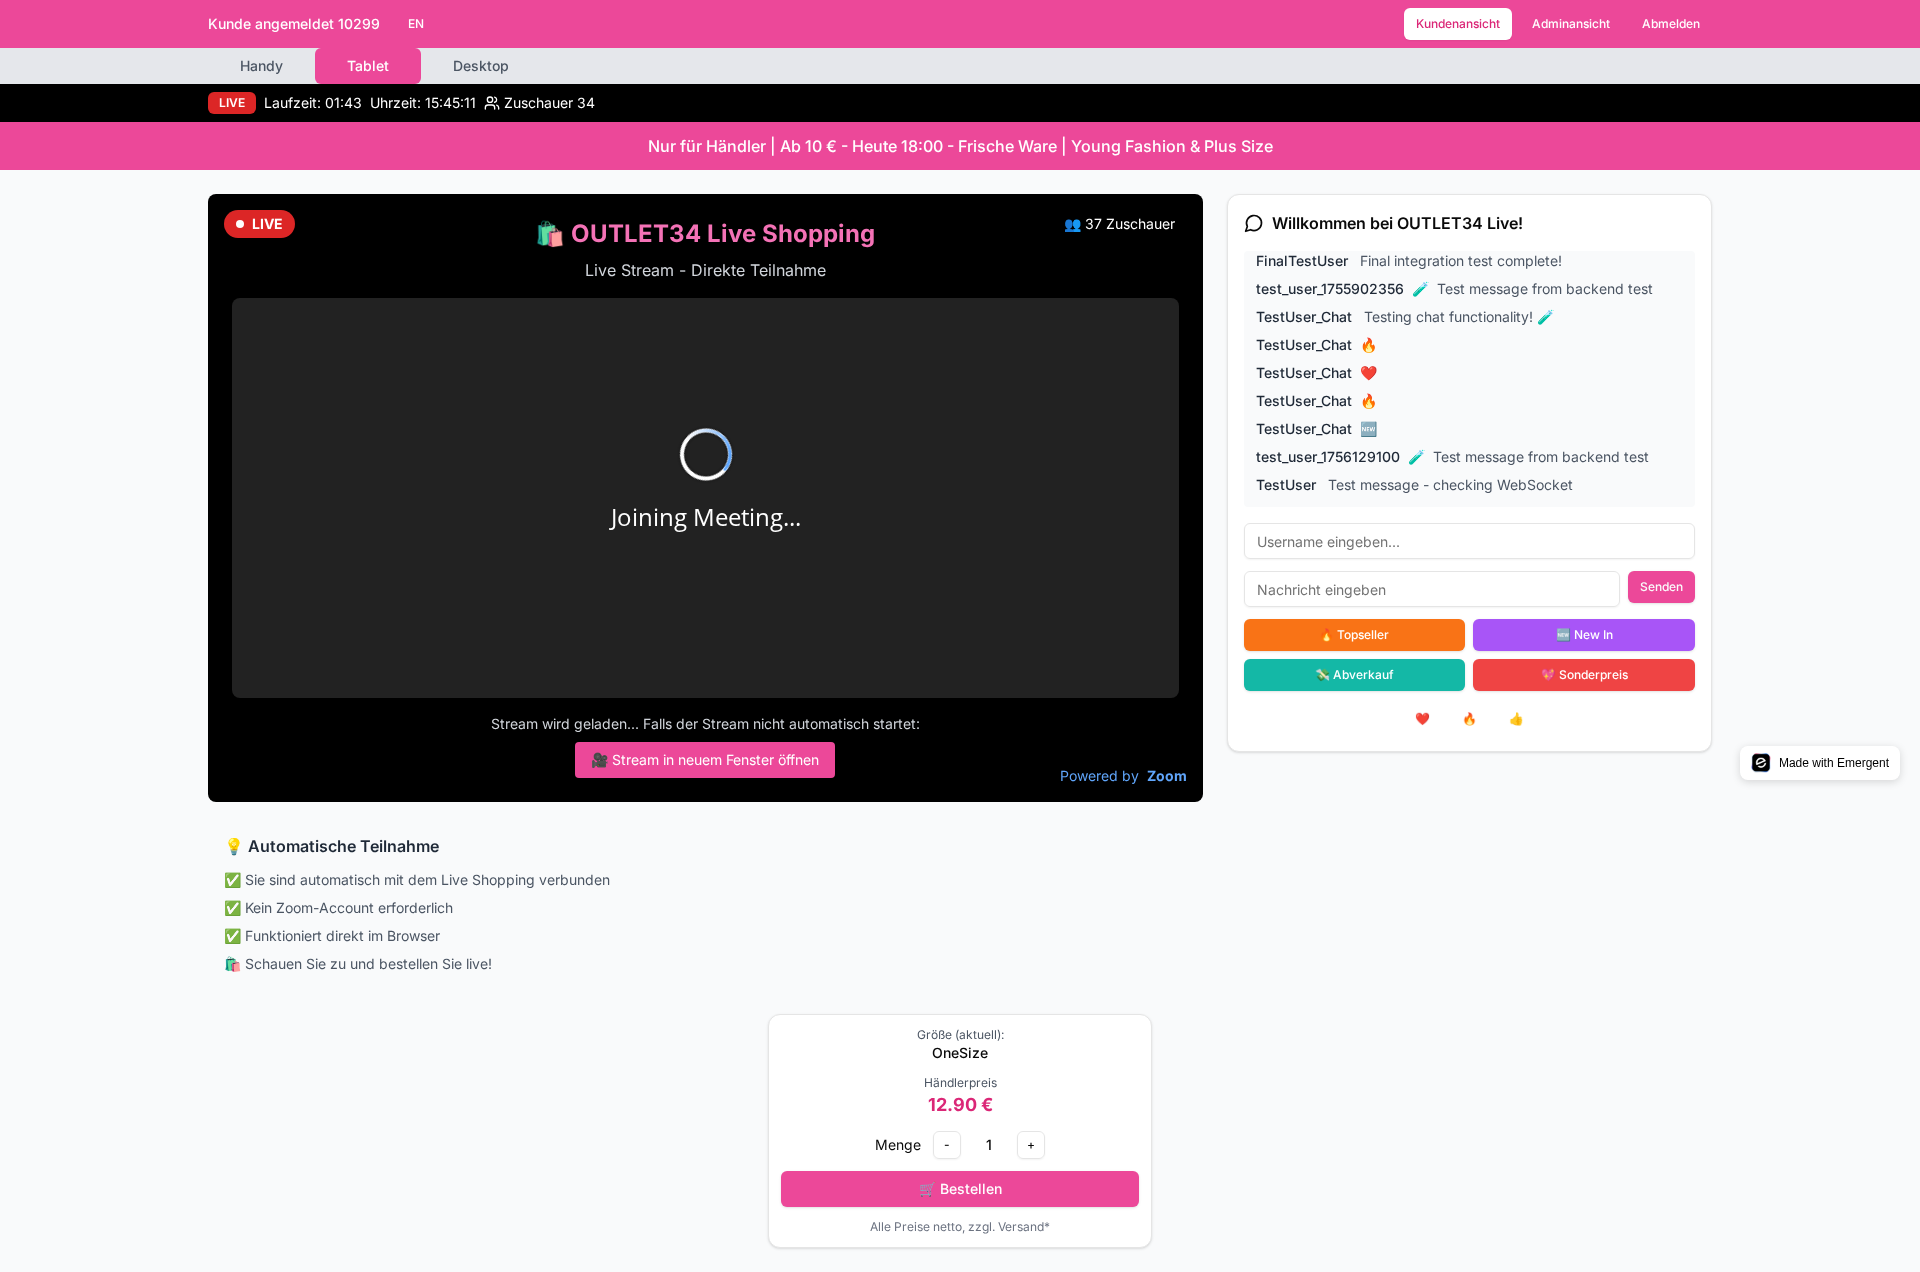 Kunde angemeldet 10299 EN Kundenansicht Adminansicht Abmelden
Handy Tablet Desktop
LIVE Laufzeit: 01:43 Uhrzeit: 15:45:11 Zuschauer 34
Nur für Händler | Ab 10 € - Heute 18:00 - Frische Ware | Young Fashion & Plus Size
LIVE
🛍️ OUTLET34 Live Shopping
👥 37 Zuschauer
Live Stream - Direkte Teilnahme
Joining Meeting...
Stream wird geladen... Falls der Stream nicht automatisch startet:
🎥 Stream in neuem Fenster öffnen
Powered by Zoom
Willkommen bei OUTLET34 Live!
FinalTestUser Final integration test complete!
test_user_1755902356 🧪 Test message from backend test
TestUser_Chat Testing chat functionality! 🧪
TestUser_Chat 🔥
TestUser_Chat ❤️
TestUser_Chat 🔥
TestUser_Chat 🆕
test_user_1756129100 🧪 Test message from backend test
TestUser Test message - checking WebSocket
Username eingeben...
Nachricht eingeben Senden
🔥 Topseller 🆕 New In
💸 Abverkauf 💖 Sonderpreis
❤️ 🔥 👍
Made with Emergent
💡 Automatische Teilnahme
✅ Sie sind automatisch mit dem Live Shopping verbunden
✅ Kein Zoom-Account erforderlich
✅ Funktioniert direkt im Browser
🛍️ Schauen Sie zu und bestellen Sie live!
Größe (aktuell):
OneSize
Händlerpreis
12.90 €
Menge - 1 +
🛒 Bestellen
Alle Preise netto, zzgl. Versand*